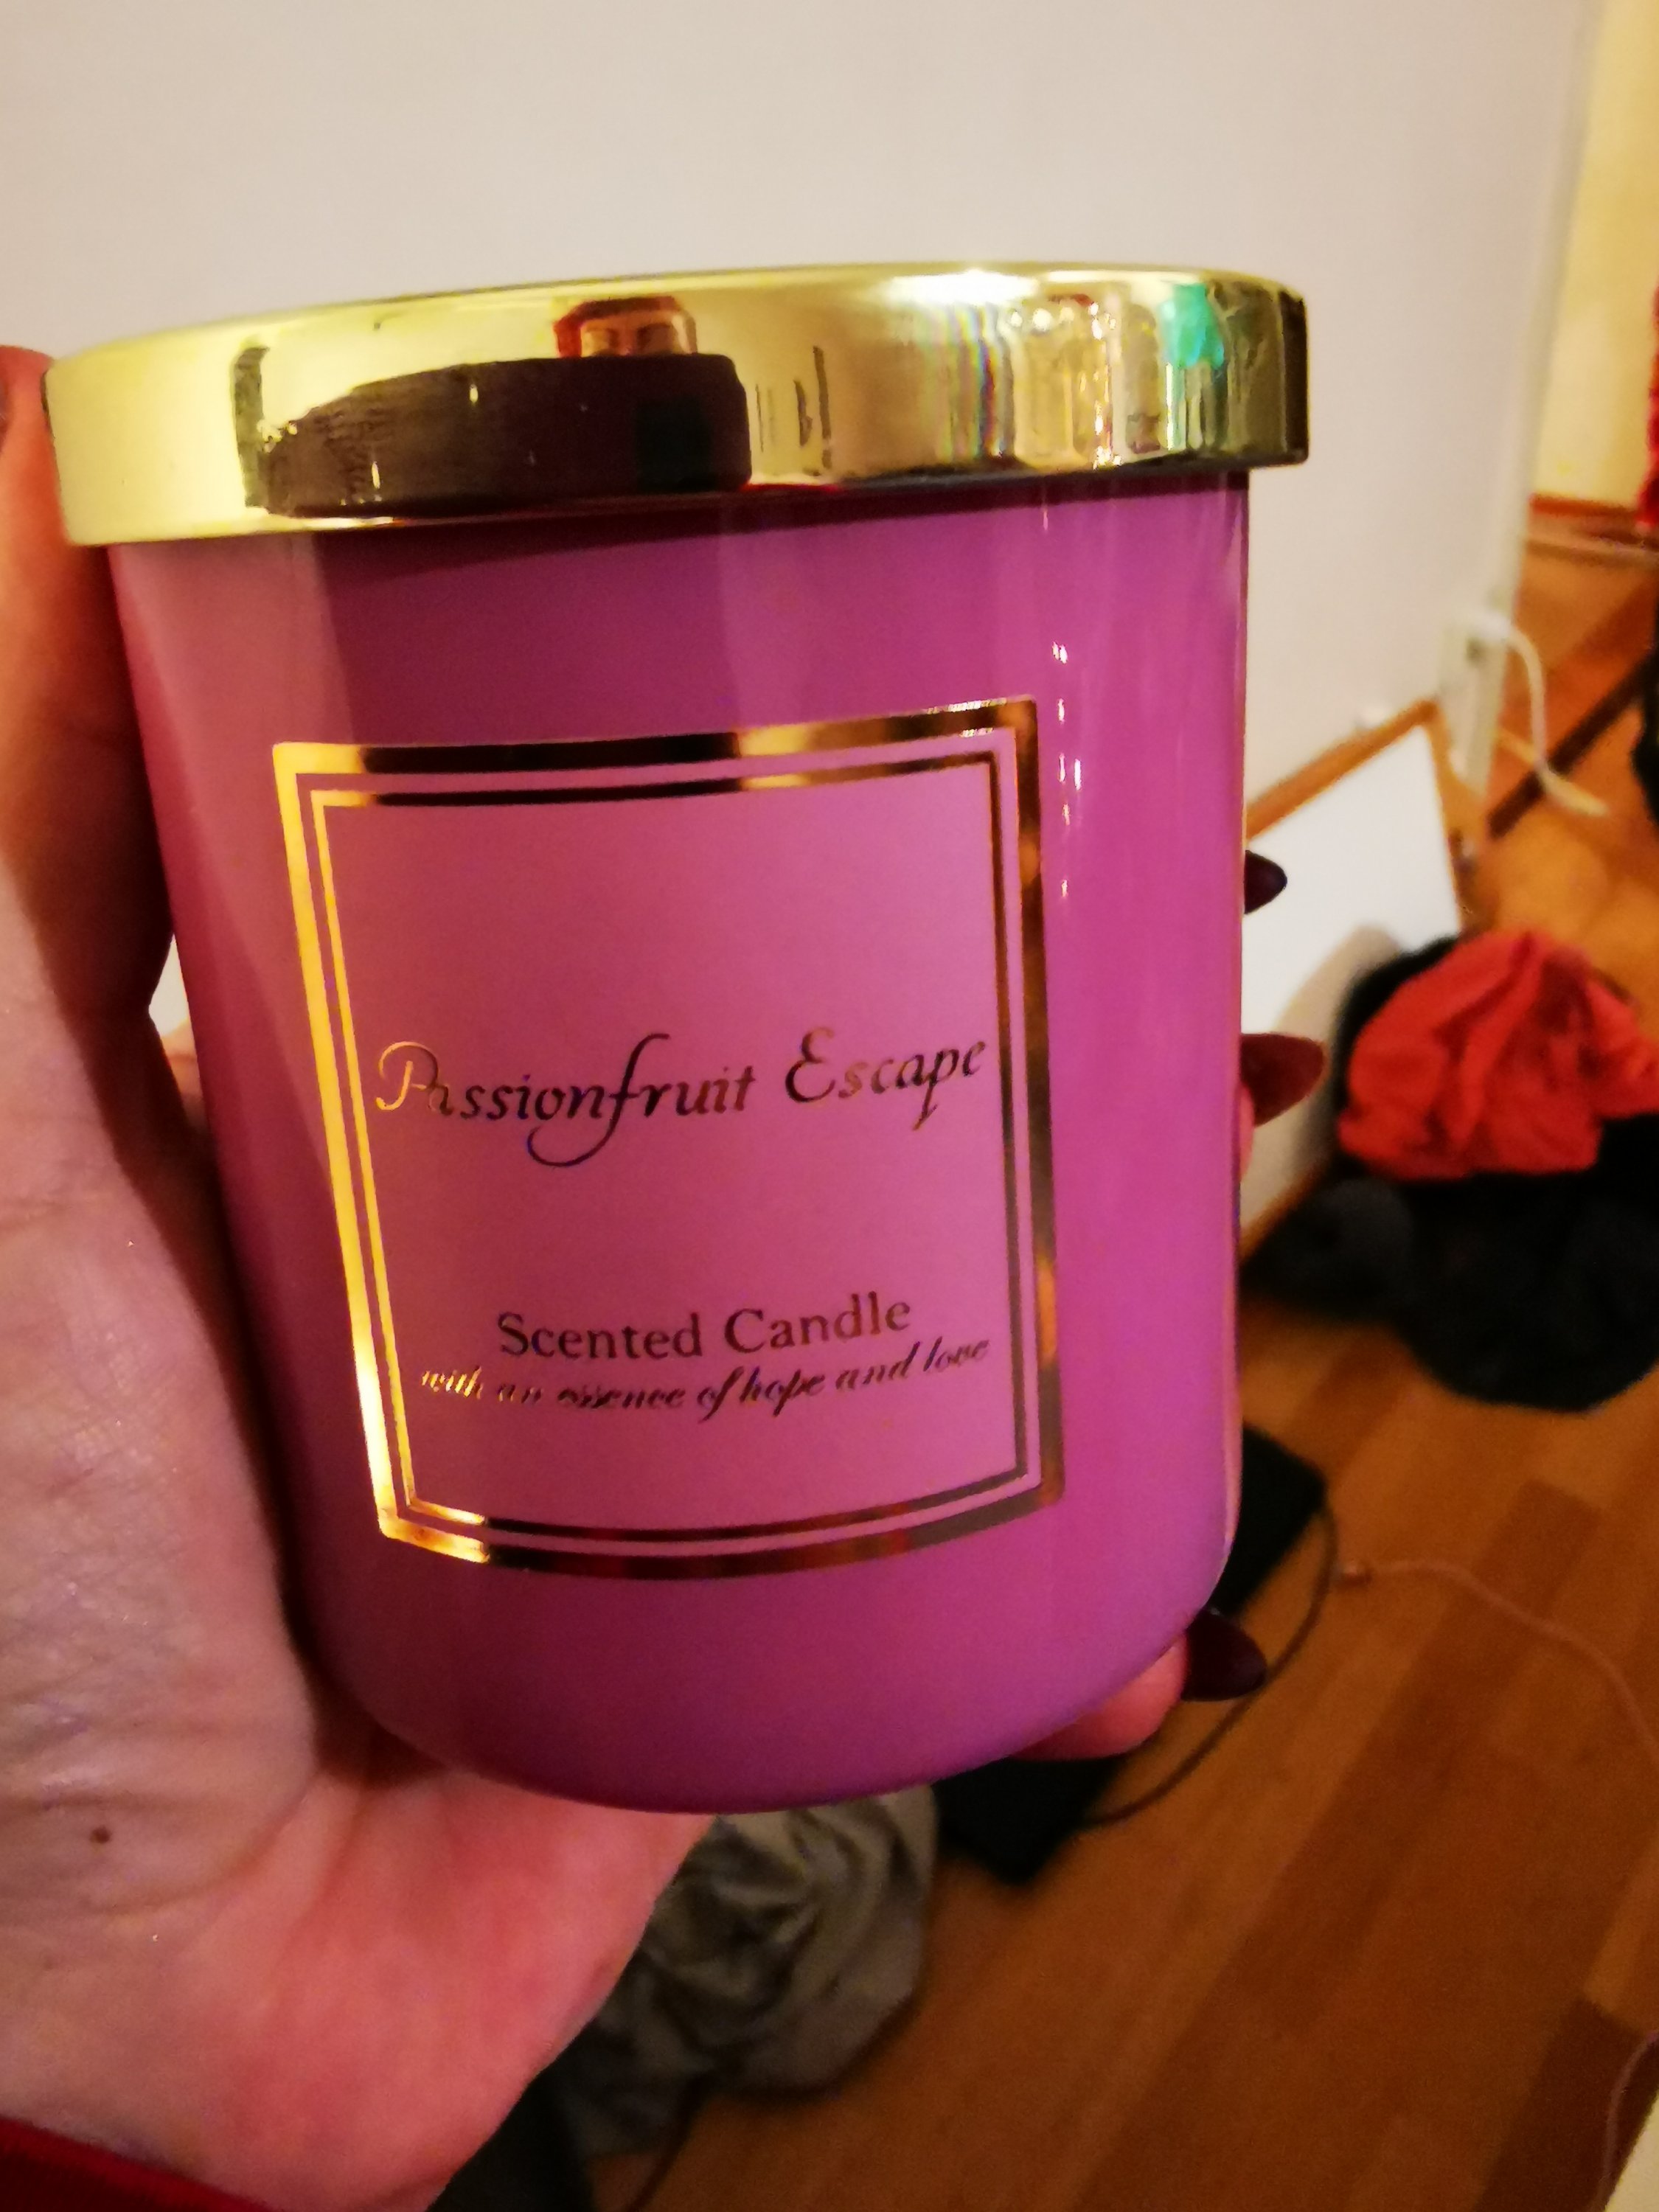 Passionfruit Escape
Scented Candle
with an essence of hope and love